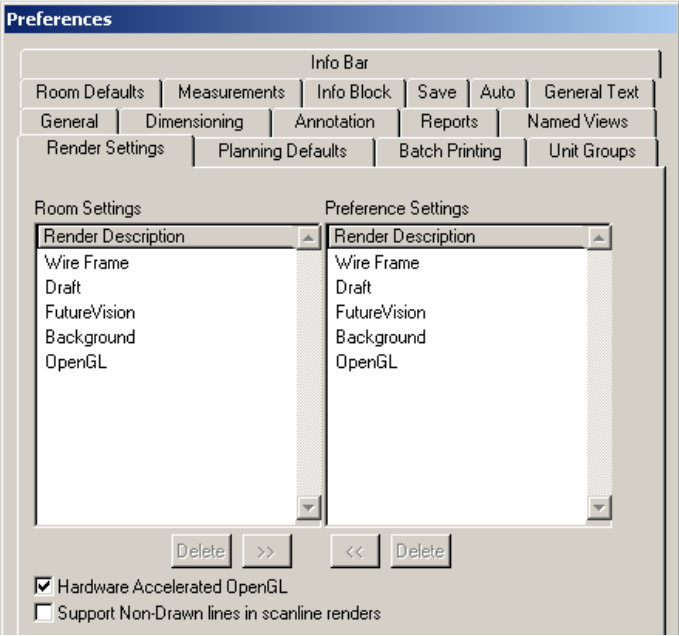 Preferences
Info Bar
Room Defaults Measurements Info Block Save Auto General Text
General Dimensioning Annotation Reports Named Views
Render Settings Planning Defaults Batch Printing Unit Groups
Room Settings Preference Settings
Render Description Render Description
Wire Frame Wire Frame
Draft Draft
FutureVision FutureVision
Background Background
OpenGL OpenGL
Delete >> << Delete
Hardware Accelerated OpenGL
Support Non-Drawn lines in scanline renders